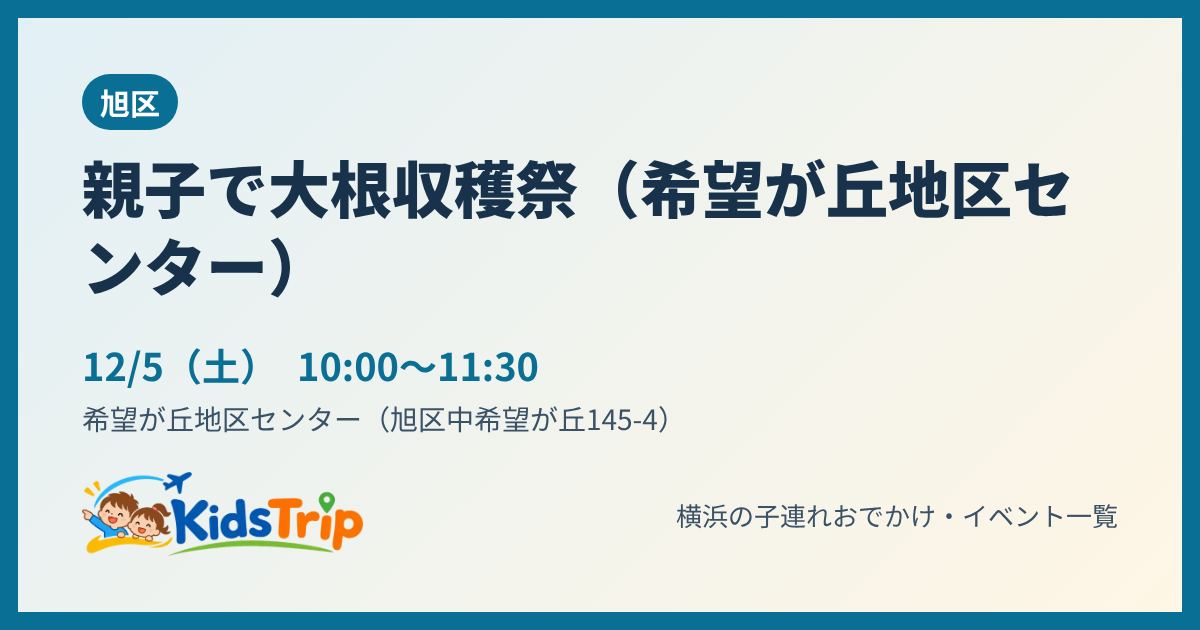 旭区
親子で大根収穫祭（希望が丘地区セ
ンター）
12/5（土） 10:00〜11:30
希望が丘地区センター（旭区中希望が丘145-4）
KidsTrip
横浜の子連れおでかけ・イベント一覧